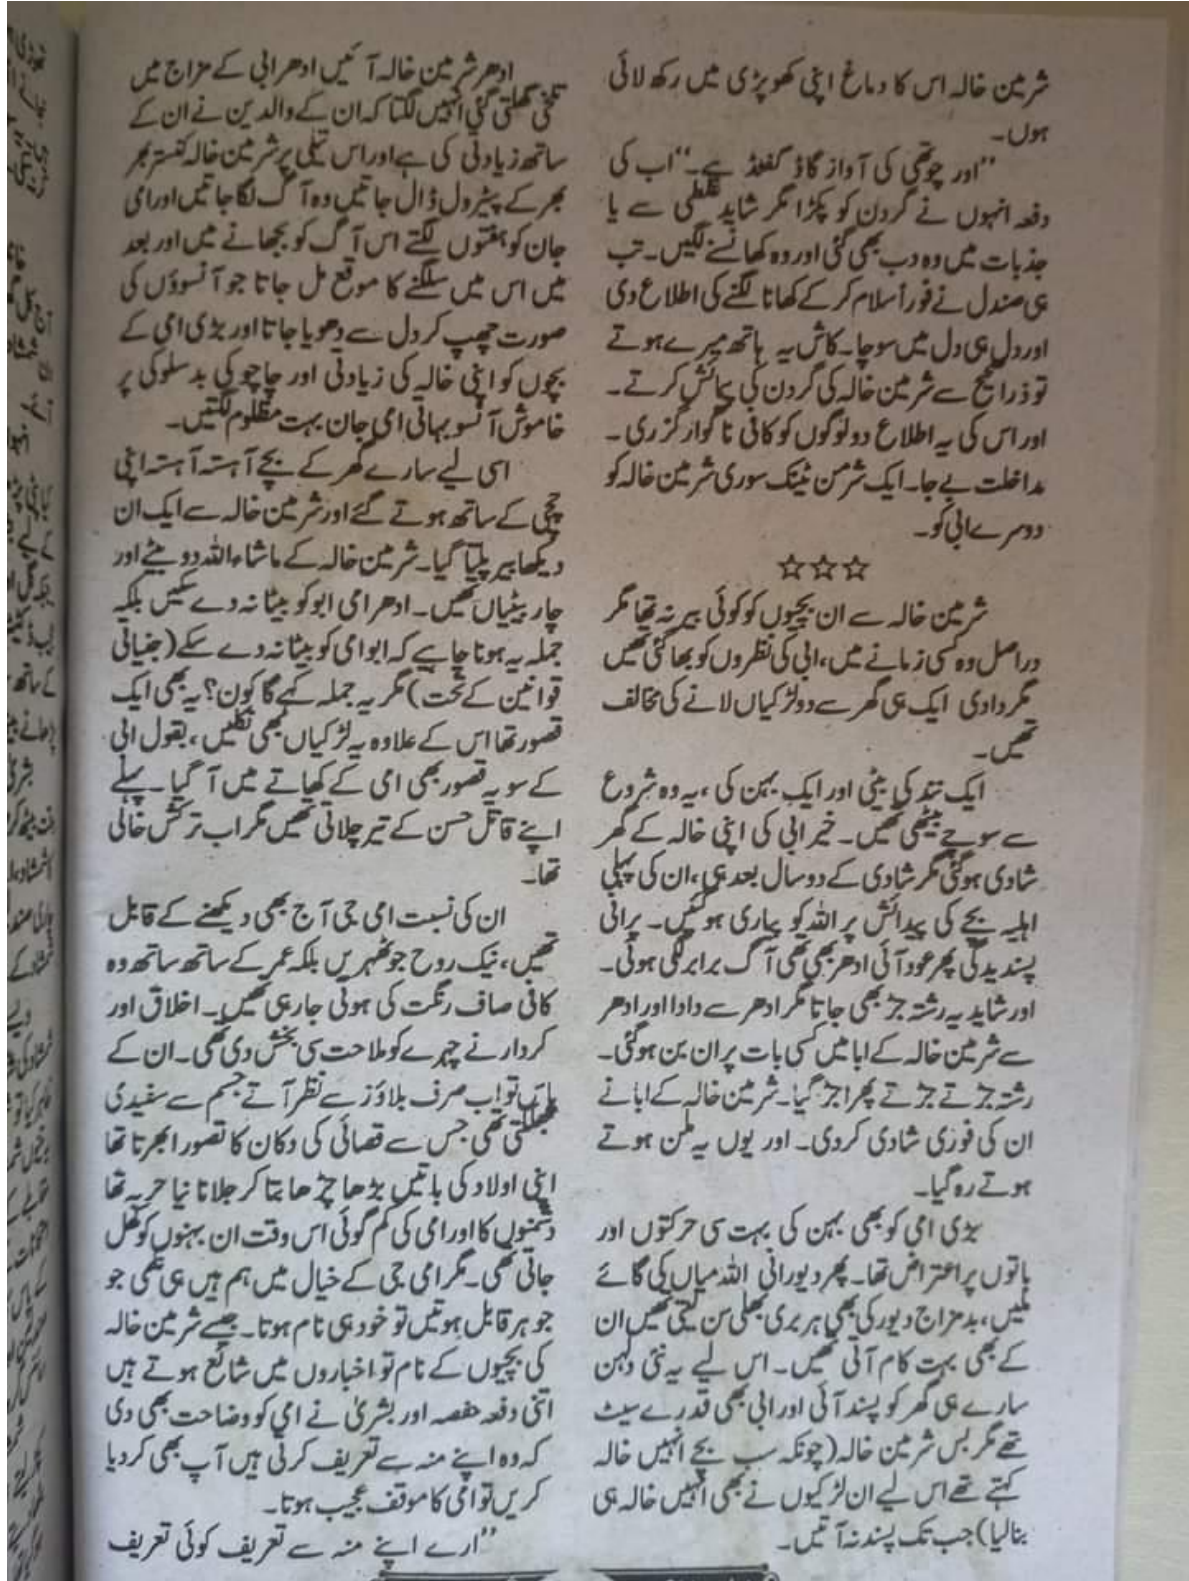 شرمین خالہ اس کا دماغ اپنی کھوپڑی میں رکھ لائی
ہوں۔
”اور چوتھی کی آواز گاڈ گفٹڈ ہے۔“ اب کی
دفعہ انہوں نے گردن کو پکڑا مگر شاید غلطی سے یا
جذبات میں وہ دب بھی گئی اور وہ کھانسنے لگیں۔ تب
ہی صندل نے فوراً سلام کر کے کھانا لگنے کی اطلاع دی
اور دل ہی دل میں سوچا۔ کاش یہ ہاتھ میرے ہوتے
تو ذرا صحیح سے شرمین خالہ کی گردن کی پیمائش کرتے۔
اور اس کی یہ اطلاع دو لوگوں کو کافی ناگوار گزری۔
مداخلت بے جا۔ ایک شرمن ٹینک سوری شرمین خالہ کو
دوسرے ابی کو۔
☆☆☆
شرمین خالہ سے ان بچیوں کو کوئی بیر نہ تھا مگر
دراصل وہ کسی زمانے میں، ابی کی نظروں کو بھا گئی تھیں
مگر دادی ایک ہی گھر سے دو لڑکیاں لانے کی مخالف
تھیں۔
ایک نند کی بیٹی اور ایک بہن کی، یہ وہ شروع
سے سوچے بیٹھی تھیں۔ خیر ابی کی اپنی خالہ کے گھر
شادی ہوگئی مگر شادی کے دو سال بعد ہی، ان کی پہلی
اہلیہ بچے کی پیدائش پر اللہ کو پیاری ہوگئیں۔ پرانی
پسندیدگی پھر عود آئی ادھر بھی تھی آگ برابر لگی ہوئی۔
اور شاید یہ رشتہ جڑ بھی جاتا مگر ادھر سے دادا اور ادھر
سے شرمین خالہ کے ابا میں کسی بات پر ان بن ہوگئی۔
رشتہ جڑتے جڑتے پھر اجڑ گیا۔ شرمین خالہ کے ابا نے
ان کی فوری شادی کردی۔ اور یوں یہ ملن ہوتے
ہوتے رہ گیا۔
بڑی امی کو بھی بہن کی بہت سی حرکتوں اور
باتوں پر اعتراض تھا۔ پھر دیورانی اللہ میاں کی گائے
ملیں، بدمزاج دیور کی بھی ہر بری بھلی سن لیتی تھیں ان
کے بھی بہت کام آتی تھیں۔ اس لیے یہ نئی دلہن
سارے ہی گھر کو پسند آئی اور ابی بھی قدرے سیٹ
تھے مگر بس شرمین خالہ (چونکہ سب بچے انہیں خالہ
کہتے تھے اس لیے ان لڑکیوں نے بھی انہیں خالہ ہی
بنا لیا) جب تک پسند نہ آتیں۔
ادھر شرمین خالہ آئیں ادھر ابی کے مزاج میں
تلخی گھلتی گئی انہیں لگتا کہ ان کے والدین نے ان کے
ساتھ زیادتی کی ہے اور اس تیلی پر شرمین خالہ کنستر بھر
بھر کے پیٹرول ڈال جاتیں وہ آگ لگا جاتیں اور امی
جان کو ہفتوں لگتے اس آگ کو بجھانے میں اور بعد
میں اس میں سلگنے کا موقع مل جاتا جو آنسوؤں کی
صورت چھپ کر دل سے دھویا جاتا اور بڑی امی کے
بچوں کو اپنی خالہ کی زیادتی اور چاچو کی بدسلوکی پر
خاموش آنسو بہاتی امی جان بہت مظلوم لگتیں۔
اسی لیے سارے گھر کے بچے آہستہ آہستہ اپنی
چچی کے ساتھ ہوتے گئے اور شرمین خالہ سے ایک ان
دیکھا بیر پلتا گیا۔ شرمین خالہ کے ماشاءاللہ دو بیٹے اور
چار بیٹیاں تھیں۔ ادھر امی ابو کو بیٹا نہ دے سکیں بلکہ
جملہ یہ ہونا چاہیے کہ ابو امی کو بیٹا نہ دے سکے (جنیاتی
قوانین کے تحت) مگر یہ جملہ کہے گا کون؟ یہ بھی ایک
قصور تھا اس کے علاوہ یہ لڑکیاں بھی نکلیں، بقول ابی
کے سو یہ قصور بھی امی کے کھاتے میں آگیا۔ پہلے
اپنے قاتل حسن کے تیر چلاتی تھیں مگر اب ترکش خالی
تھا۔
ان کی نسبت امی جی آج بھی دیکھنے کے قابل
تھیں، نیک روح جو ٹھہریں بلکہ عمر کے ساتھ ساتھ وہ
کافی صاف رنگت کی ہوتی جارہی تھیں۔ اخلاق اور
کردار نے چہرے کو ملاحت سی بخش دی تھی۔ ان کے
ہاں تو اب صرف بلاؤز سے نظر آتے جسم سے سفیدی
جھلکتی تھی جس سے قصائی کی دکان کا تصور ابھرتا تھا
اپنی اولاد کی باتیں بڑھا چڑھا بتا کر جلانا نیا حربہ تھا
دشمنوں کا اور امی کی کم گوئی اس وقت ان بہنوں کو کھل
جاتی تھی۔ مگر امی جی کے خیال میں ہم ہیں ہی نکمی جو
جوہر قابل ہوتیں تو خود ہی نام ہوتا۔ جیسے شرمین خالہ
کی بچیوں کے نام تو اخباروں میں شائع ہوتے ہیں
اتنی دفعہ حفصہ اور بشریٰ نے امی کو وضاحت بھی دی
کہ وہ اپنے منہ سے تعریف کرتی ہیں آپ بھی کردیا
کریں تو امی کا موقف عجیب ہوتا۔
”ارے اپنے منہ سے تعریف کوئی تعریف